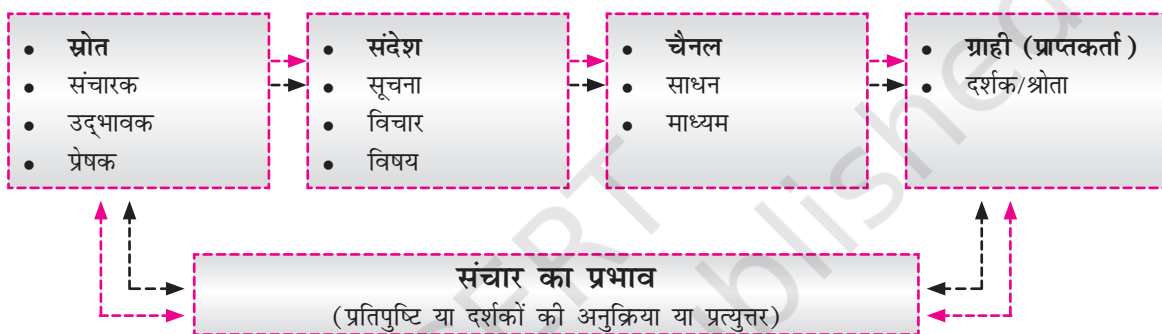 • स्रोत
• संचारक
• उद्‌भावक
• प्रेषक
• संदेश
• सूचना
• विचार
• विषय
• चैनल
• साधन
• माध्यम
• ग्राही (प्राप्तकर्ता)
• दर्शक/श्रोता
संचार का प्रभाव
(प्रतिपुष्टि या दर्शकों की अनुक्रिया या प्रत्युत्तर)